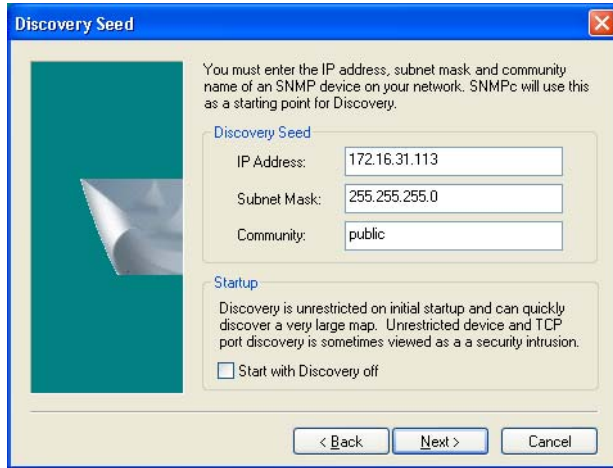 Discovery Seed
You must enter the IP address, subnet mask and community
name of an SNMP device on your network. SNMPc will use this
as a starting point for Discovery.
Discovery Seed
IP Address: 172.16.31.113
Subnet Mask: 255.255.255.0
Community: public
Startup
Discovery is unrestricted on initial startup and can quickly
discover a very large map. Unrestricted device and TCP
port discovery is sometimes viewed as a a security intrusion.
Start with Discovery off
< Back Next > Cancel